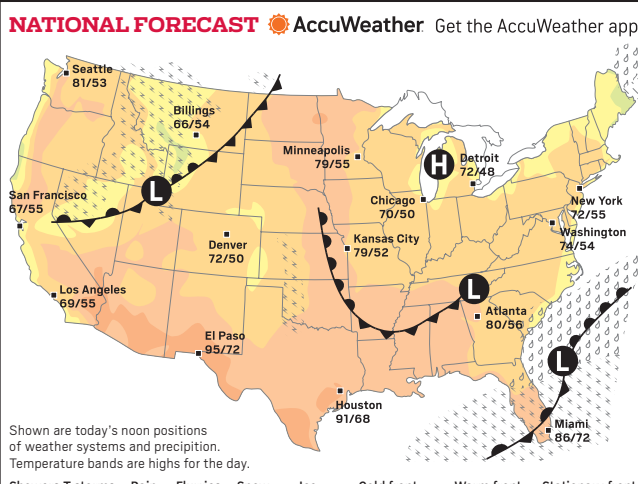 NATIONAL FORECAST AccuWeather Get the AccuWeather app
Seattle
81/53
Billings
66/54
Minneapolis
79/55
H
Detroit
72/48
L
San Francisco
67/55
Chicago
70/50
New York
72/55
Washington
74/54
Denver
72/50
Kansas City
79/52
Los Angeles
69/55
L
Atlanta
80/56
El Paso
95/72
L
Houston
91/68
Miami
86/72
Shown are today's noon positions
of weather systems and precipition.
Temperature bands are highs for the day.